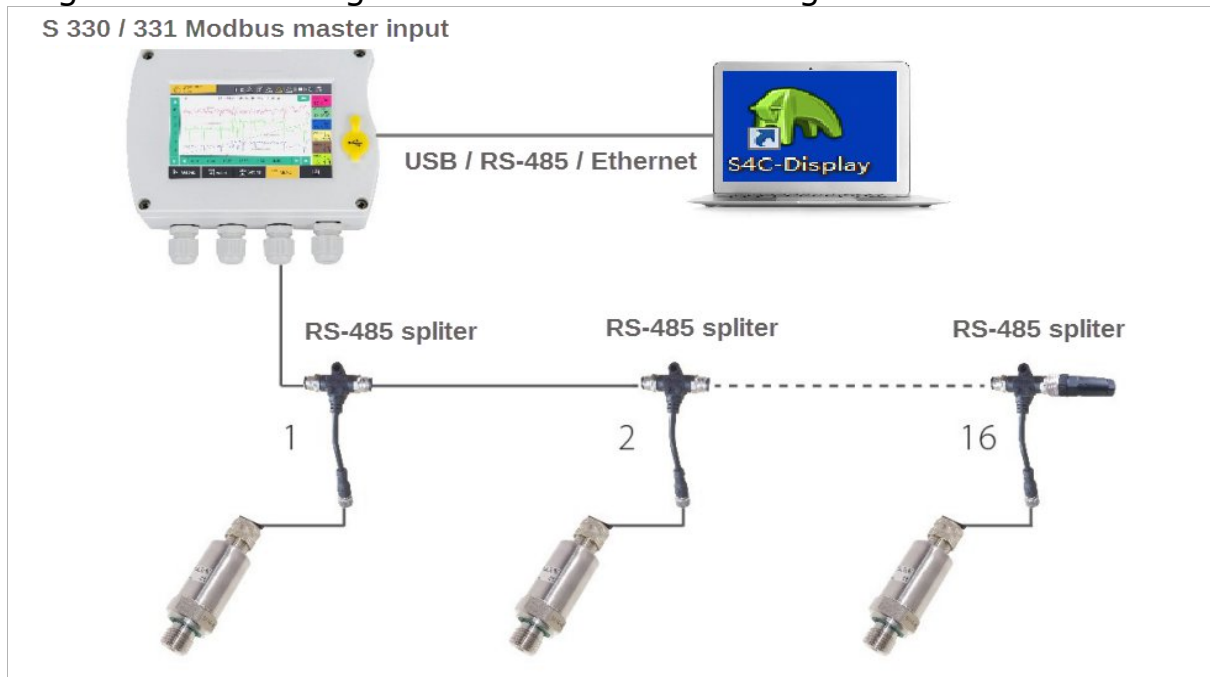 S 330 / 331 Modbus master input
USB / RS-485 / Ethernet
S4C-Display
RS-485 spliter
RS-485 spliter
RS-485 spliter
1
2
16